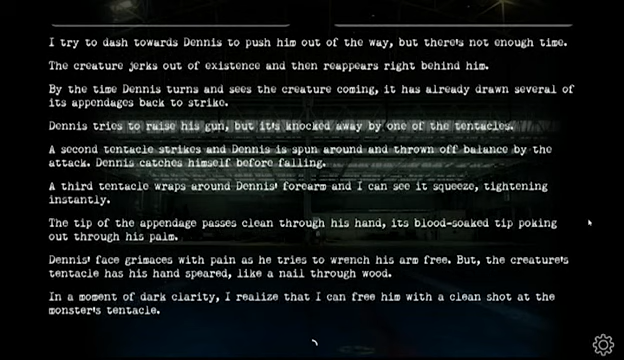 I try to dash towards Dennis to push him out of the way, but there's not enough time.
The creature jerks out of existence and then reappears right behind him.
By the time Dennis turns and sees the creature coming, it has already drawn several of
its appendages back to strike.
Dennis tries to raise his gun, but it's knocked away by one of the tentacles.
A second tentacle strikes and Dennis is spun around and thrown off balance by the
attack. Dennis catches himself before falling.
A third tentacle wraps around Dennis' forearm and I can see it squeeze, tightening
instantly.
The tip of the appendage passes clean through his hand, its blood-soaked tip poking
out through his palm.
Dennis' face grimaces with pain as he tries to wrench his arm free. But, the creature's
tentacle has his hand speared, like a nail through wood.
In a moment of dark clarity, I realize that I can free him with a clean shot at the
monster's tentacle.